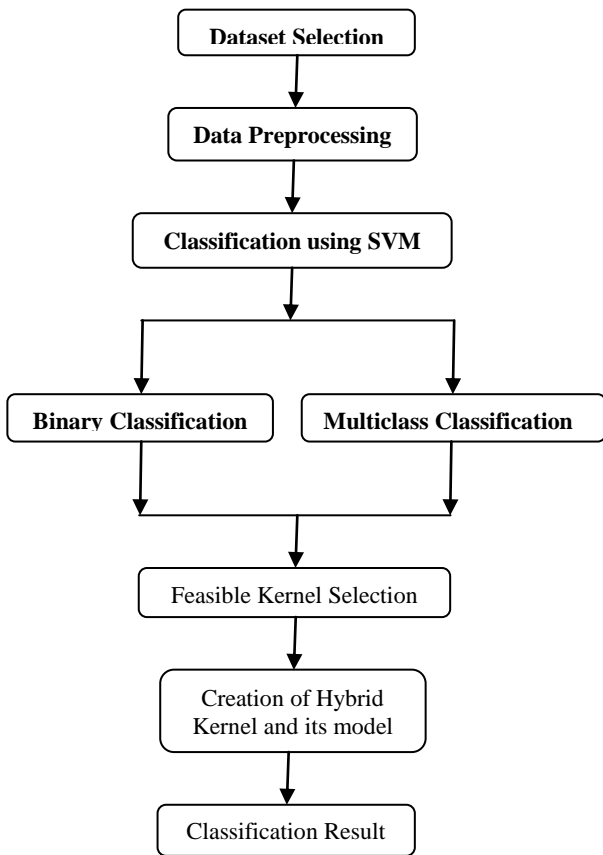 Dataset Selection
Data Preprocessing
Classification using SVM
Binary Classification
Multiclass Classification
Feasible Kernel Selection
Creation of Hybrid
Kernel and its model
Classification Result